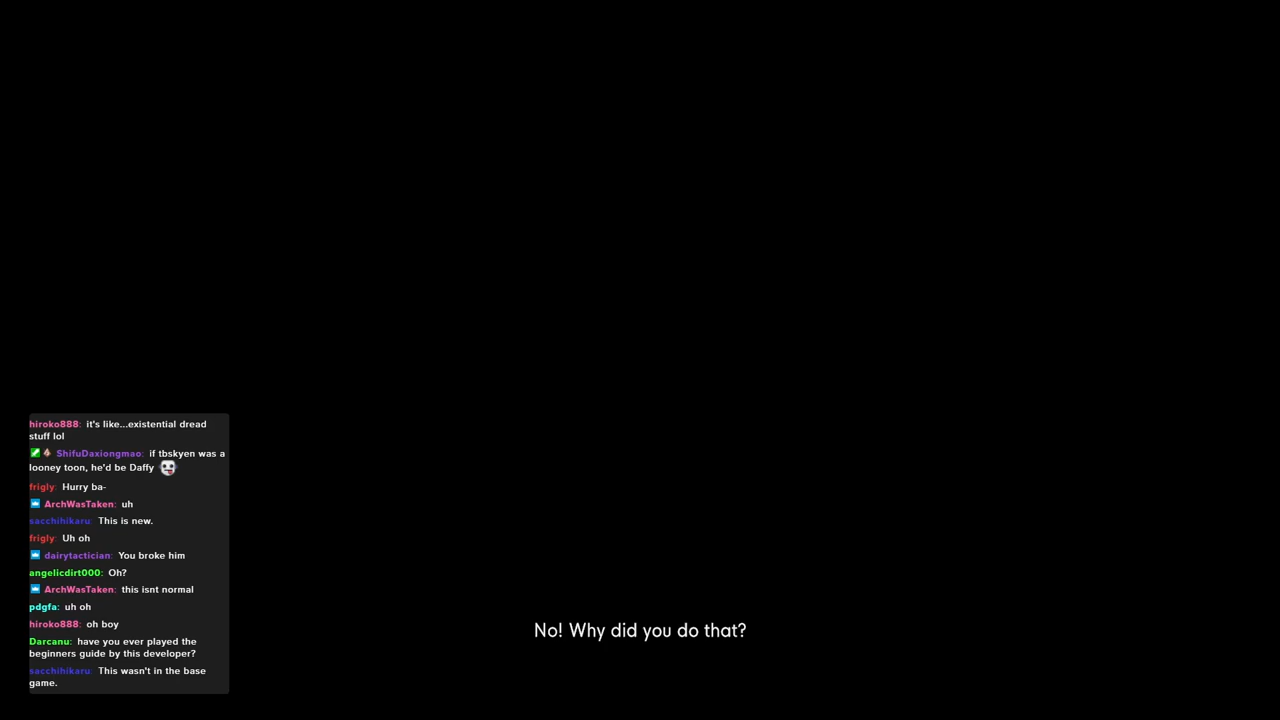 hiroko888: it's like...existential dread
stuff lol
ShifuDaxiongmao: if tbskyen was a
looney toon, he'd be Daffy
frigly: Hurry ba-
ArchWasTaken: uh
sacchihikaru: This is new.
frigly: Uh oh
dairytactician: You broke him
angelicdirt000: Oh?
ArchWasTaken: this isnt normal
pdgfa: uh oh
hiroko888: oh boy
Darcanu: have you ever played the
beginners guide by this developer?
sacchihikaru: This wasn't in the base
game.
No! Why did you do that?